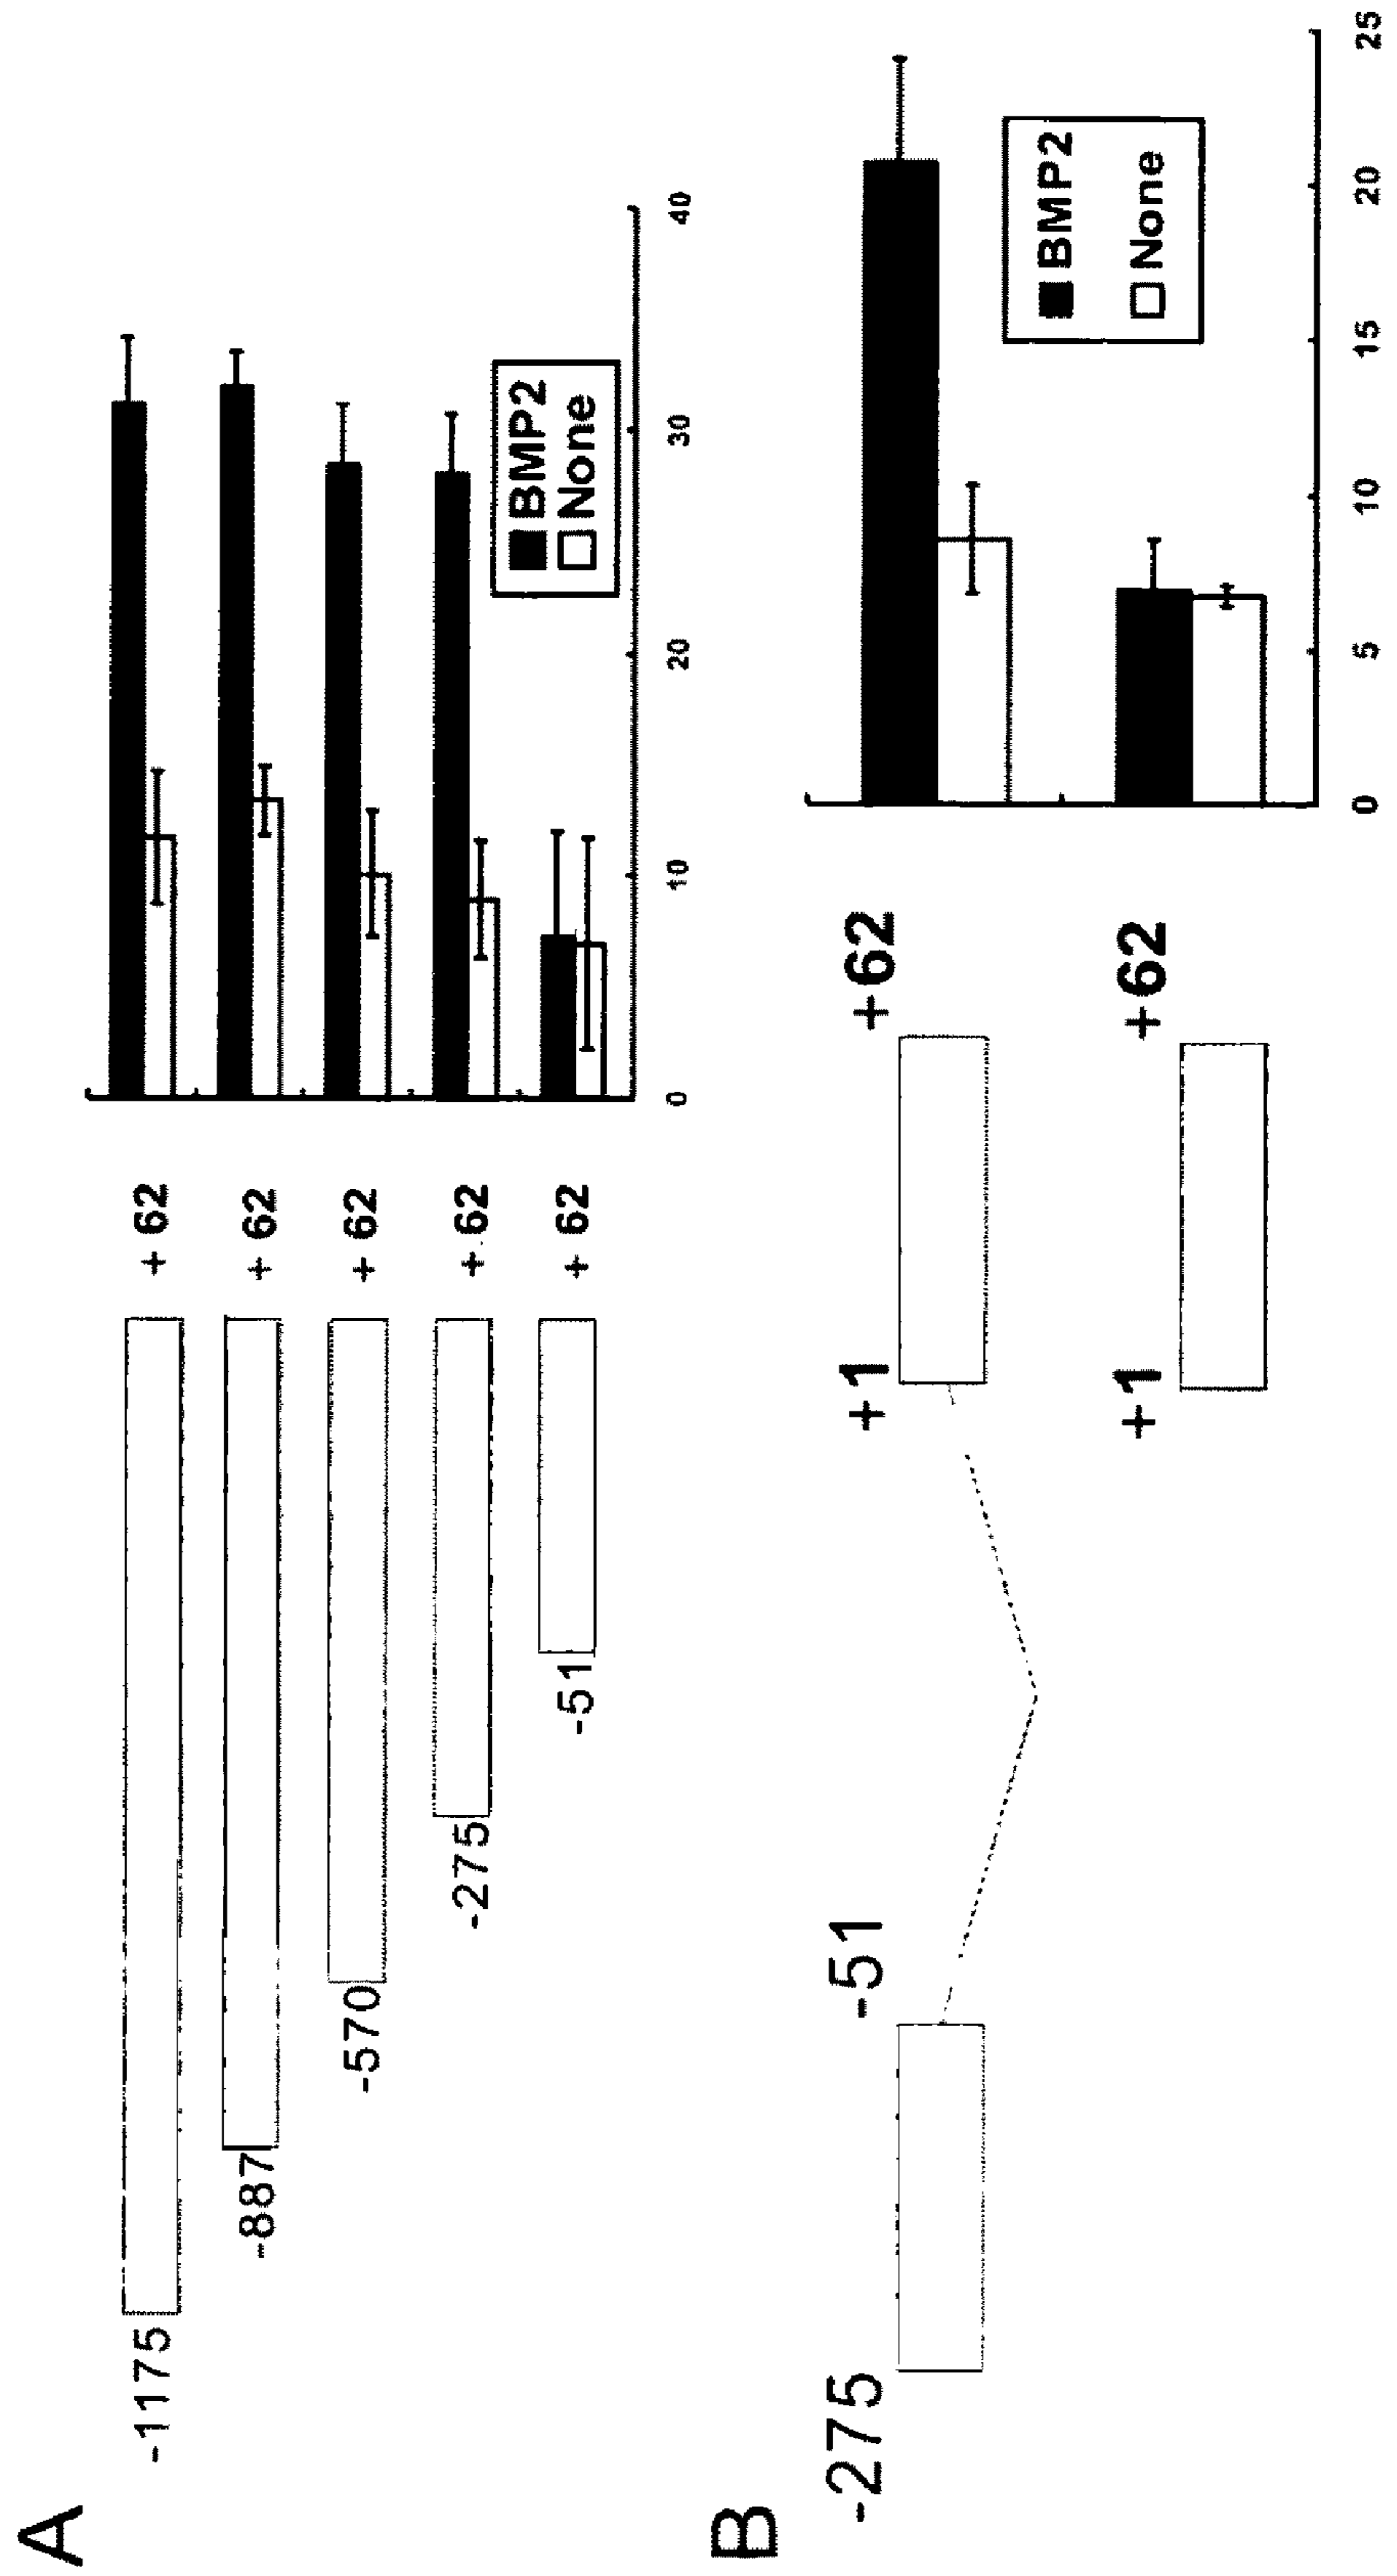 A
-1175 + 62
-887 + 62
-570 + 62
-275 + 62
-51 + 62
BMP2
None
0 10 20 30 40
B
-275 -51 +1 +62
+1 +62
BMP2
None
0 5 10 15 20 25